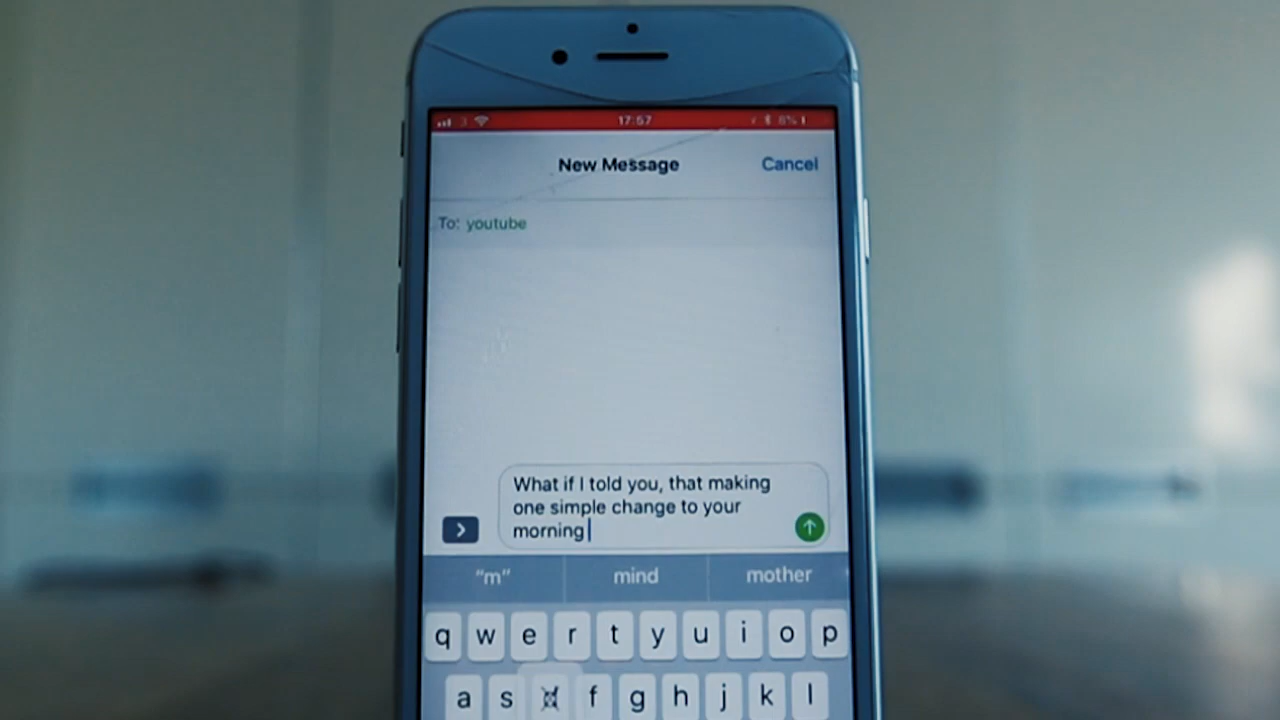 17:57
6%
New Message
Cancel
To: youtube
What if I told you, that making
one simple change to your
morning
"m"
mind
mother
q w e r t y u i o p
a s f g h j k l